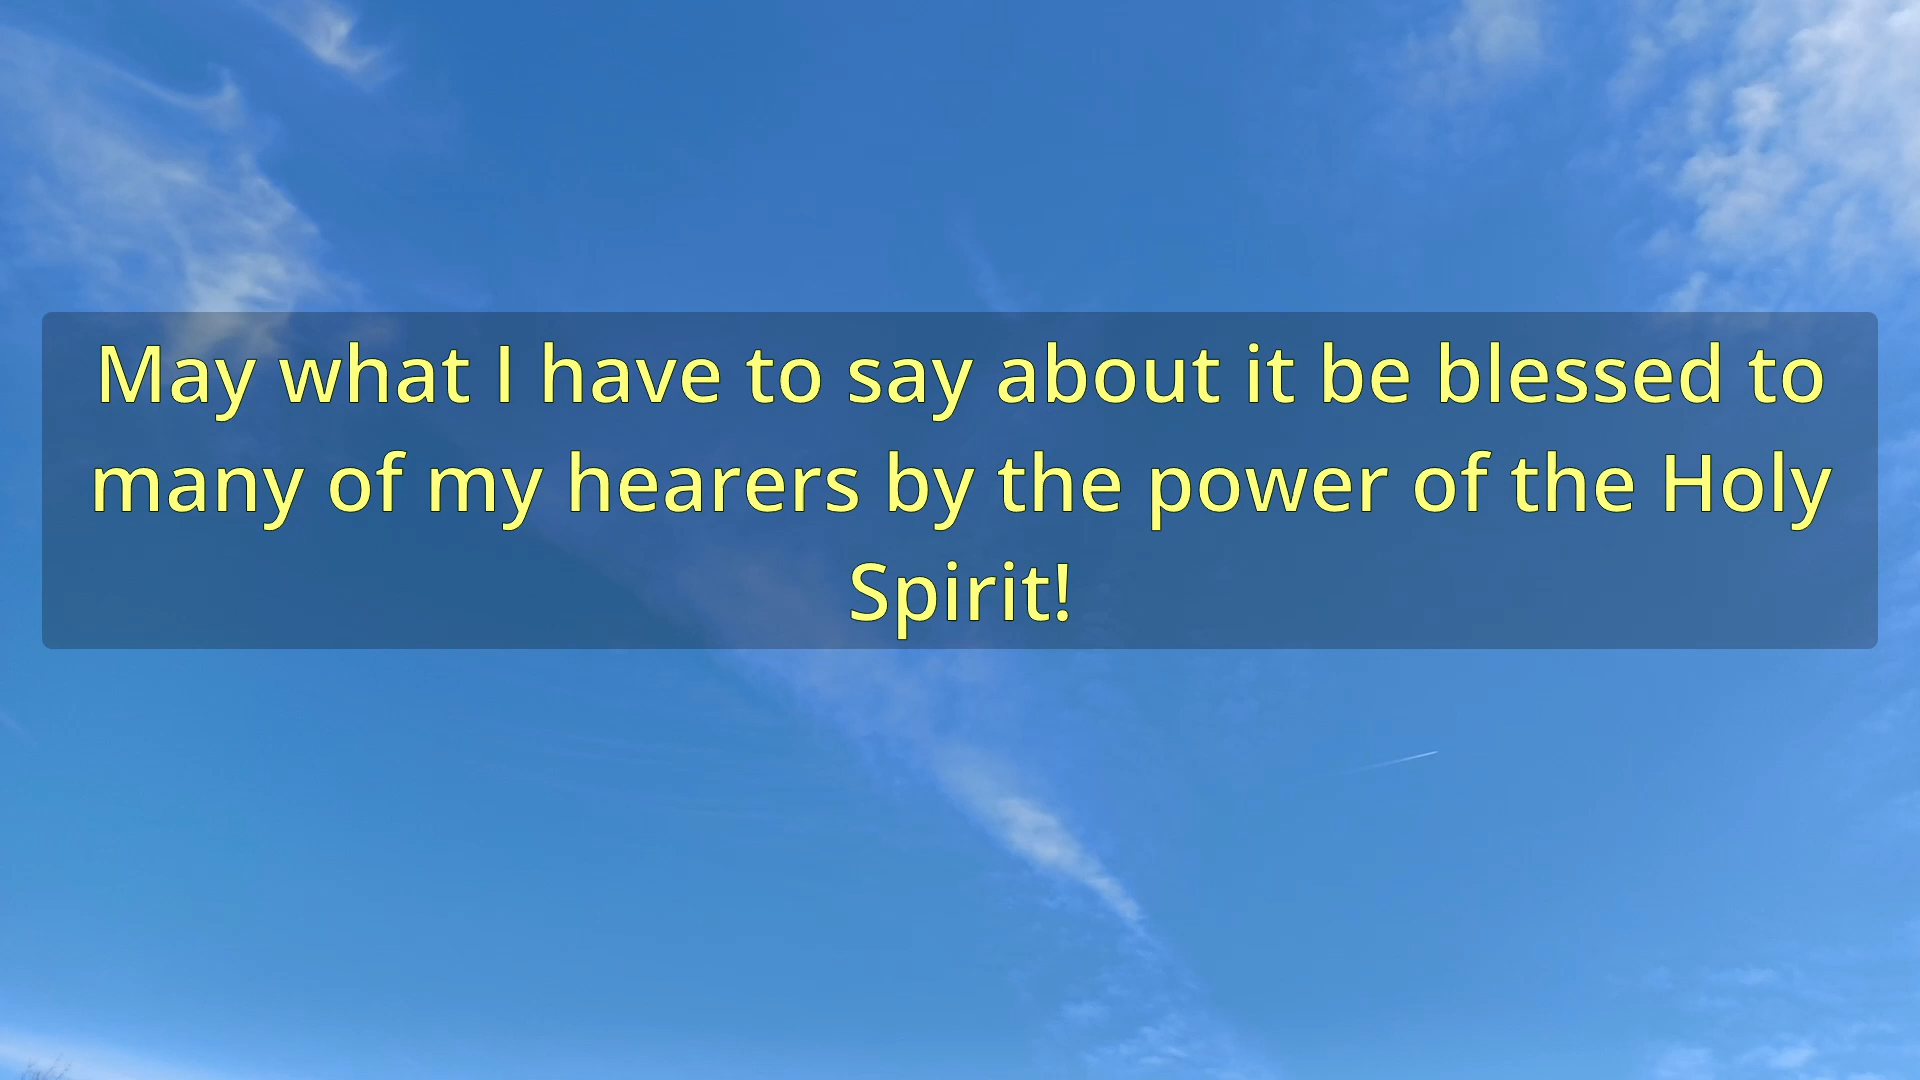 May what I have to say about it be blessed to
many of my hearers by the power of the Holy
Spirit!